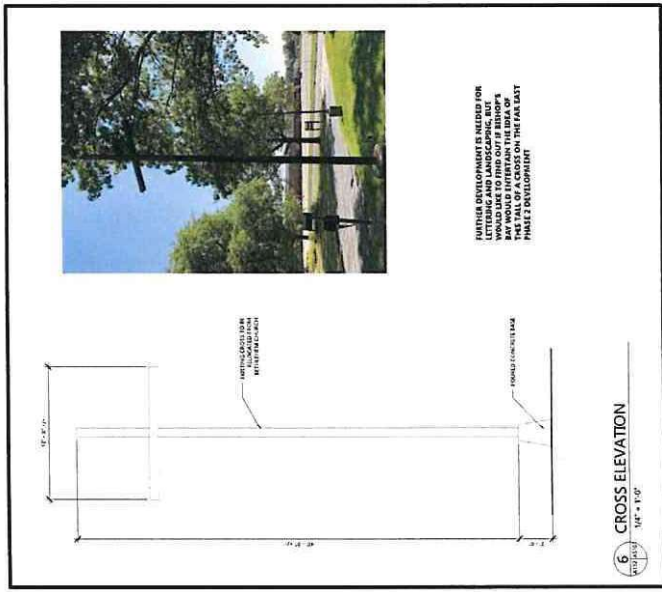 FURTHER DEVELOPMENT IS NEEDED FOR
LETTERING AND LANDSCAPING, BUT
WOULD LIKE TO FIND OUT IF BISHOP'S
BAY WOULD ENTERTAIN THE IDEA OF
THIS TALL OF A CROSS ON THE FAR EAST
PHASE 2 DEVELOPMENT
EXISTING CROSS TO BE
RELOCATED FROM
BETHLEHEM CHURCH
POURED CONCRETE BASE
6
CROSS ELEVATION
1/4" = 1'-0"